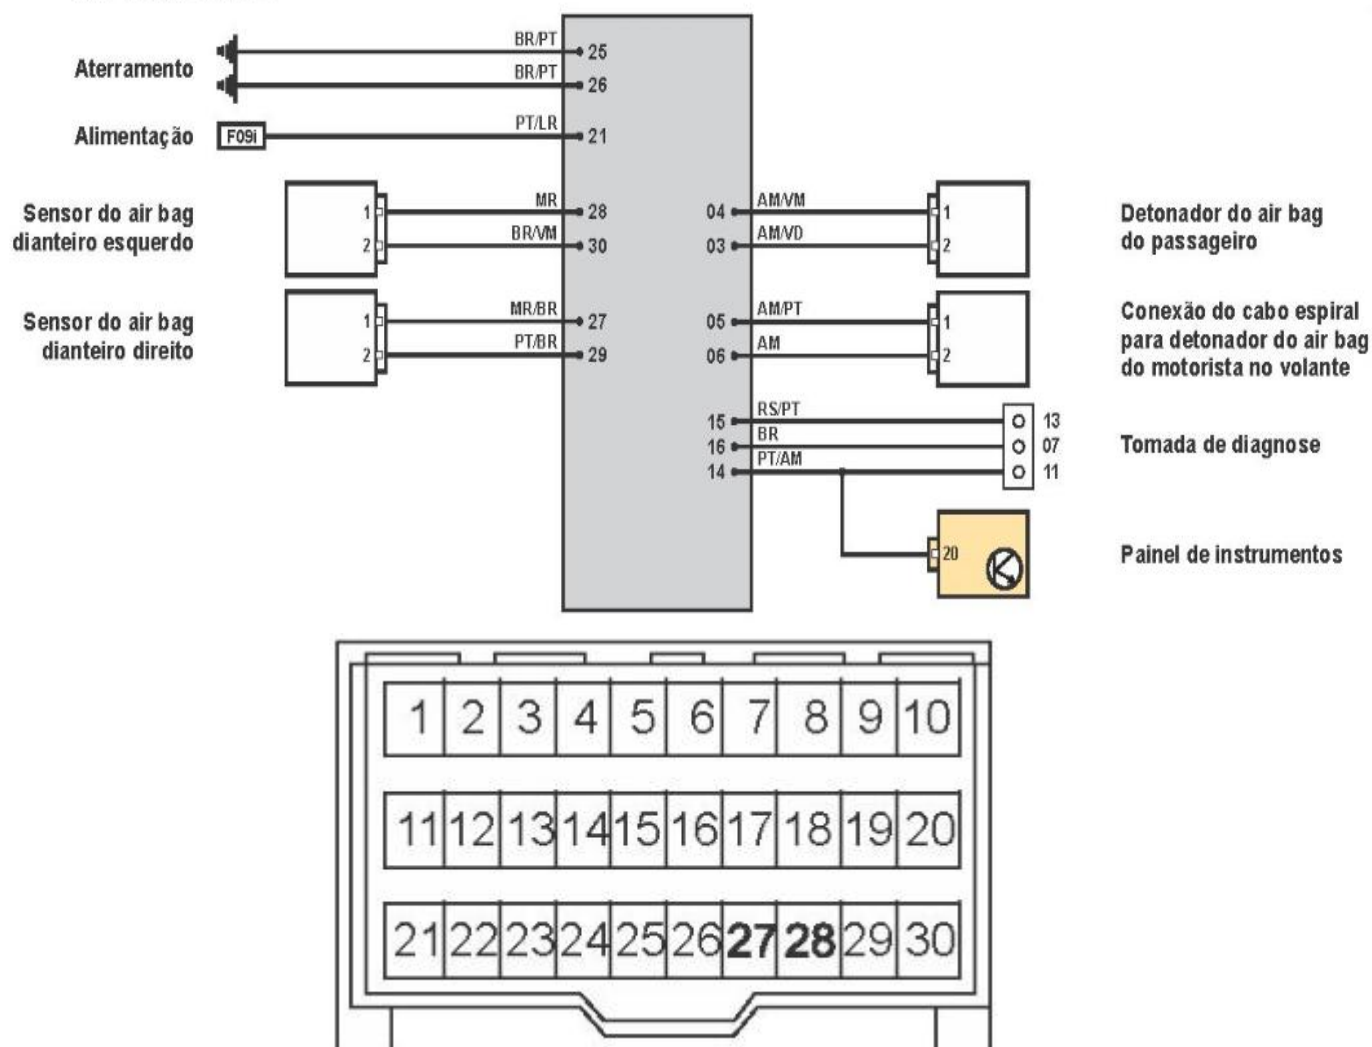 BR/PT
25
Aterramento
BR/PT
26
PT/LR
Alimentação F09i 21
Sensor do air bag
dianteiro esquerdo
1 MR 28
2 BR/VM 30
04 AM/VM 1
03 AM/VD 2
Detonador do air bag
do passageiro
Sensor do air bag
dianteiro direito
1 MR/BR 27
2 PT/BR 29
05 AM/PT 1
06 AM 2
Conexão do cabo espiral
para detonador do air bag
do motorista no volante
15 RS/PT 13
16 BR 07
14 PT/AM 11
Tomada de diagnose
20
Painel de instrumentos
1 2 3 4 5 6 7 8 9 10
11 12 13 14 15 16 17 18 19 20
21 22 23 24 25 26 27 28 29 30